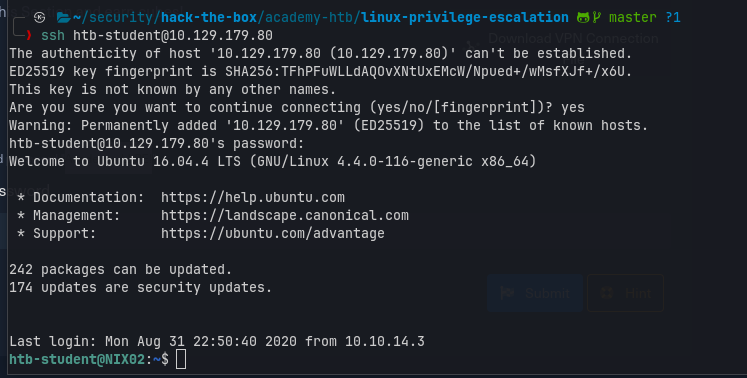 ~/security/hack-the-box/academy-htb/linux-privilege-escalation master ?1
ssh htb-student@10.129.179.80
Download VPN Connection
The authenticity of host '10.129.179.80 (10.129.179.80)' can't be established.
ED25519 key fingerprint is SHA256:TFhPFuWLLdAQOvXNtUxEMcW/Npued+/wMsfXJf+/x6U.
This key is not known by any other names.
Are you sure you want to continue connecting (yes/no/[fingerprint])? yes
Warning: Permanently added '10.129.179.80' (ED25519) to the list of known hosts.
htb-student@10.129.179.80's password:
Welcome to Ubuntu 16.04.4 LTS (GNU/Linux 4.4.0-116-generic x86_64)
* Documentation: https://help.ubuntu.com
* Management: https://landscape.canonical.com
* Support: https://ubuntu.com/advantage
242 packages can be updated.
174 updates are security updates.
Submit
Hint
Last login: Mon Aug 31 22:50:40 2020 from 10.10.14.3
htb-student@NIX02:~$